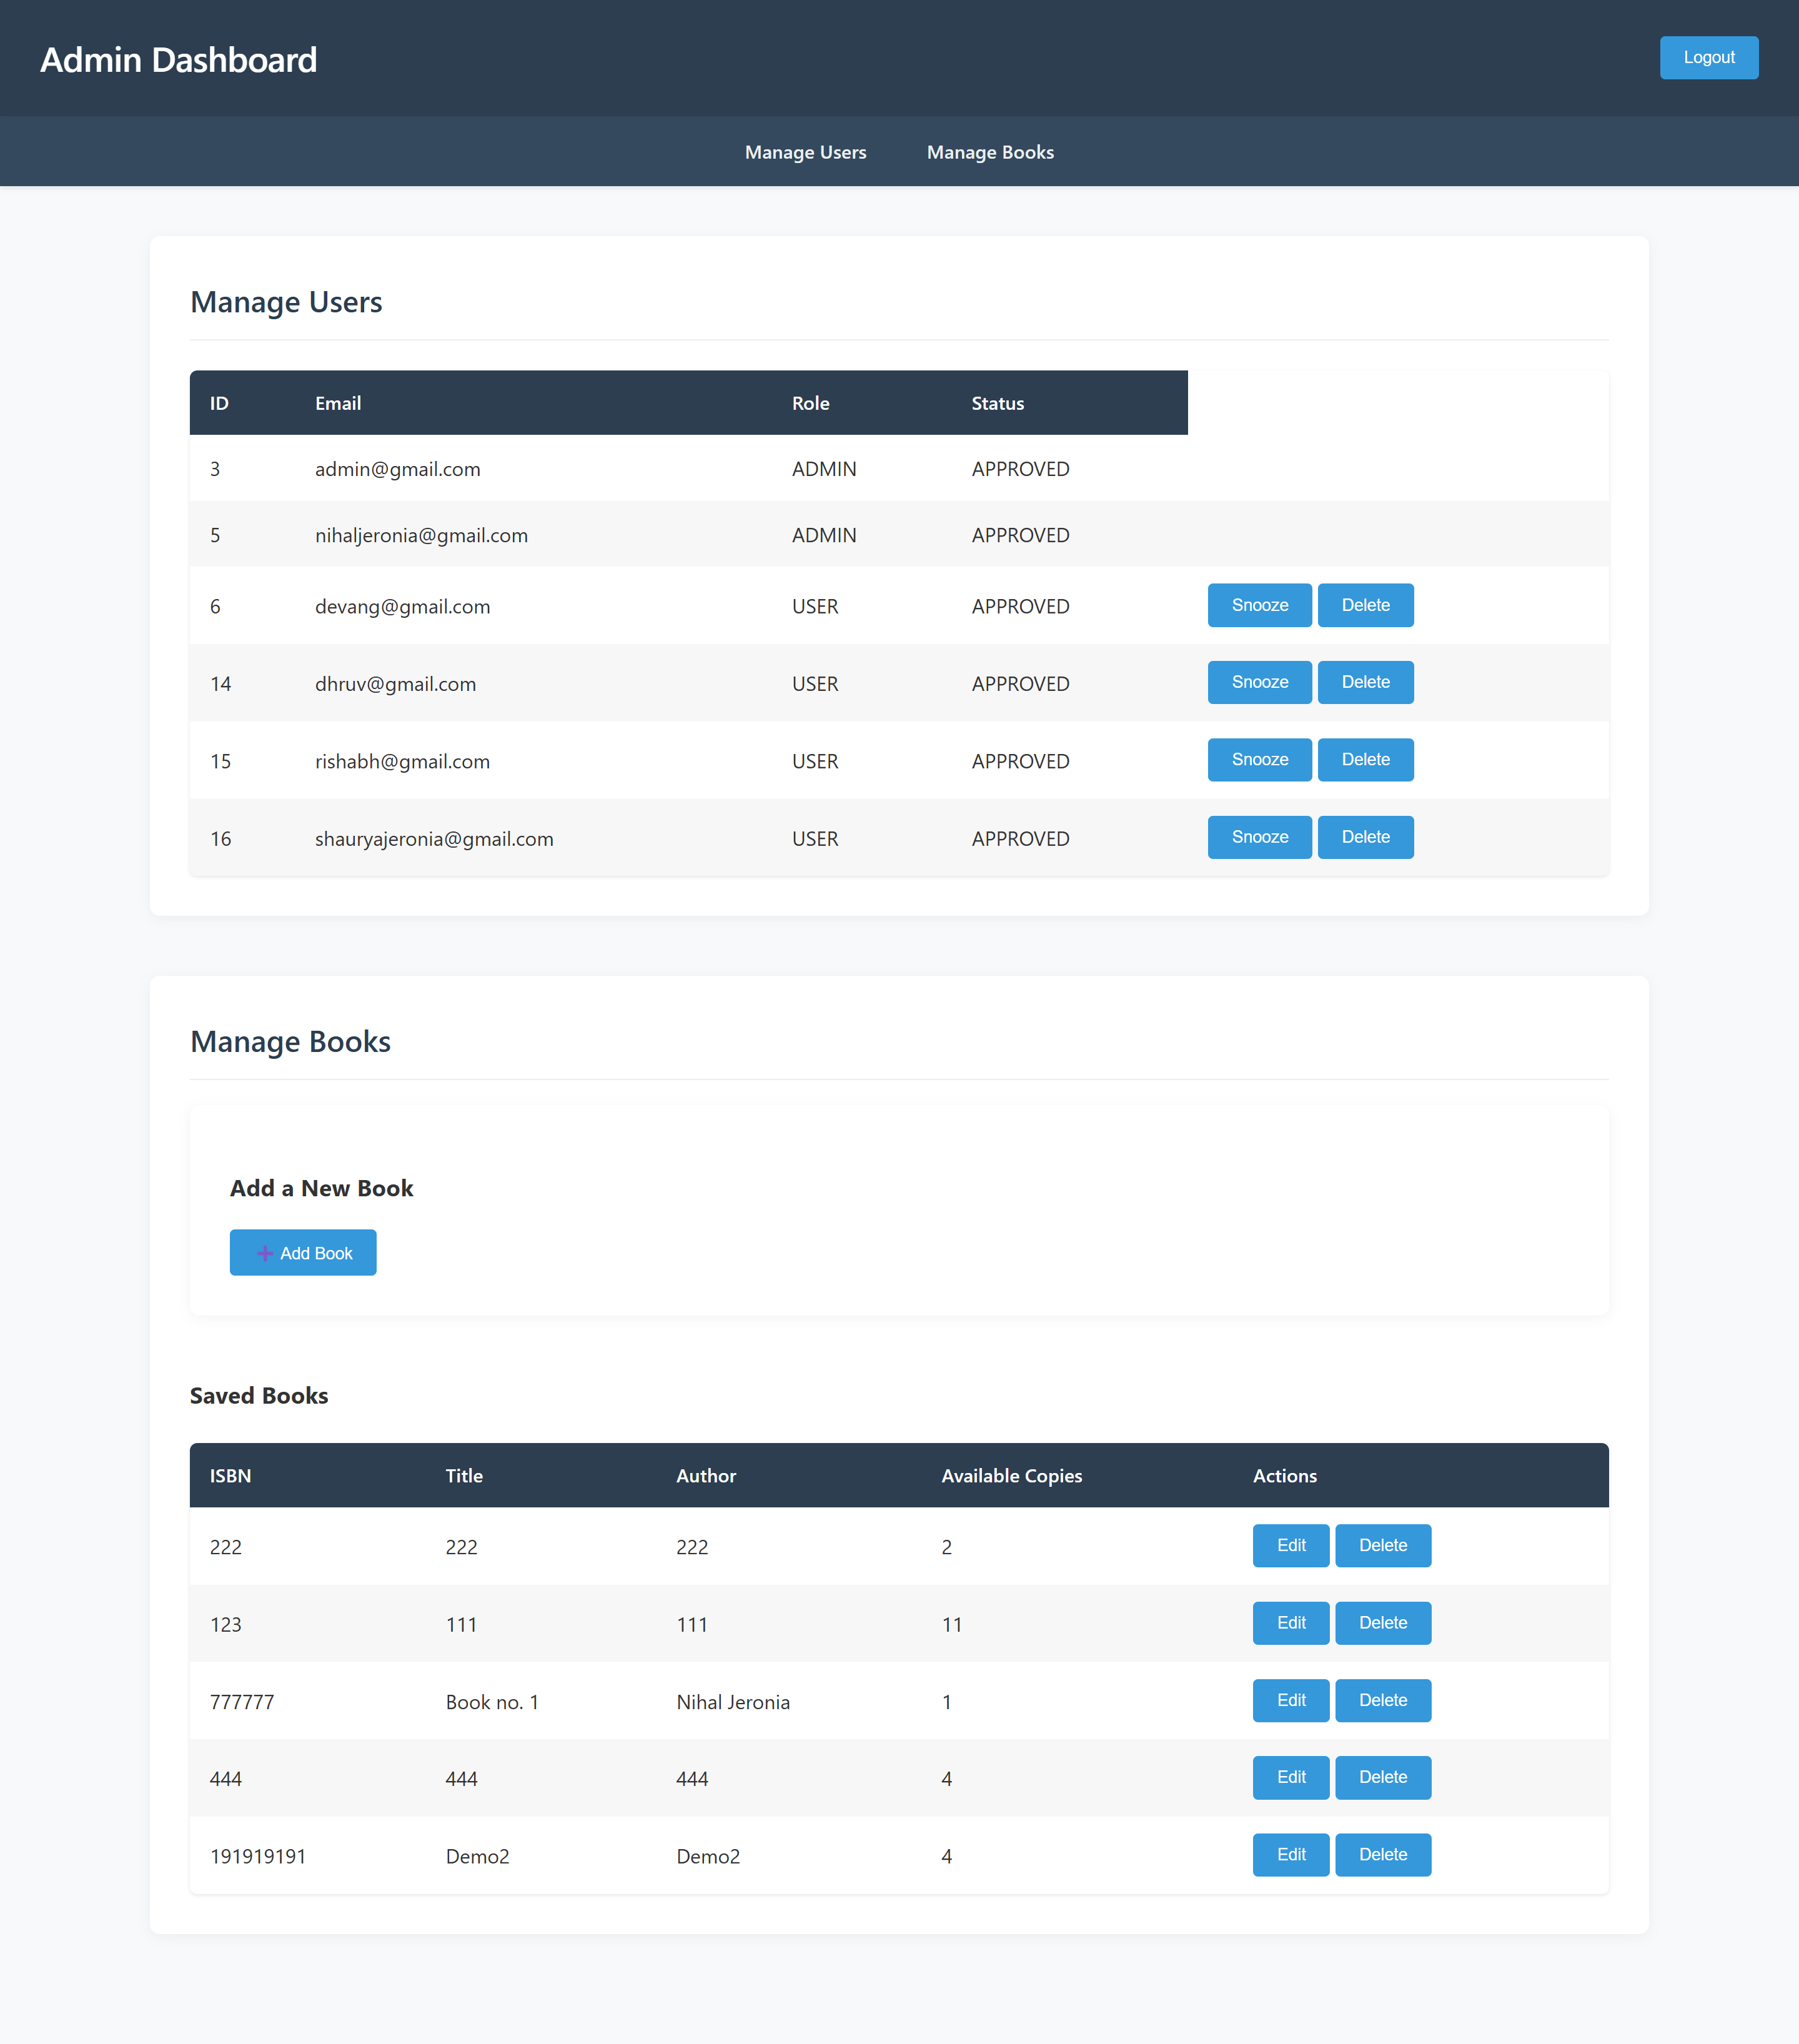 Admin Dashboard
Logout
Manage Users Manage Books
Manage Users
ID Email Role Status
3 admin@gmail.com ADMIN APPROVED
5 nihaljeronia@gmail.com ADMIN APPROVED
6 devang@gmail.com USER APPROVED Snooze Delete
14 dhruv@gmail.com USER APPROVED Snooze Delete
15 rishabh@gmail.com USER APPROVED Snooze Delete
16 shauryajeronia@gmail.com USER APPROVED Snooze Delete
Manage Books
Add a New Book
➕ Add Book
Saved Books
ISBN Title Author Available Copies Actions
222 222 222 2 Edit Delete
123 111 111 11 Edit Delete
777777 Book no. 1 Nihal Jeronia 1 Edit Delete
444 444 444 4 Edit Delete
191919191 Demo2 Demo2 4 Edit Delete